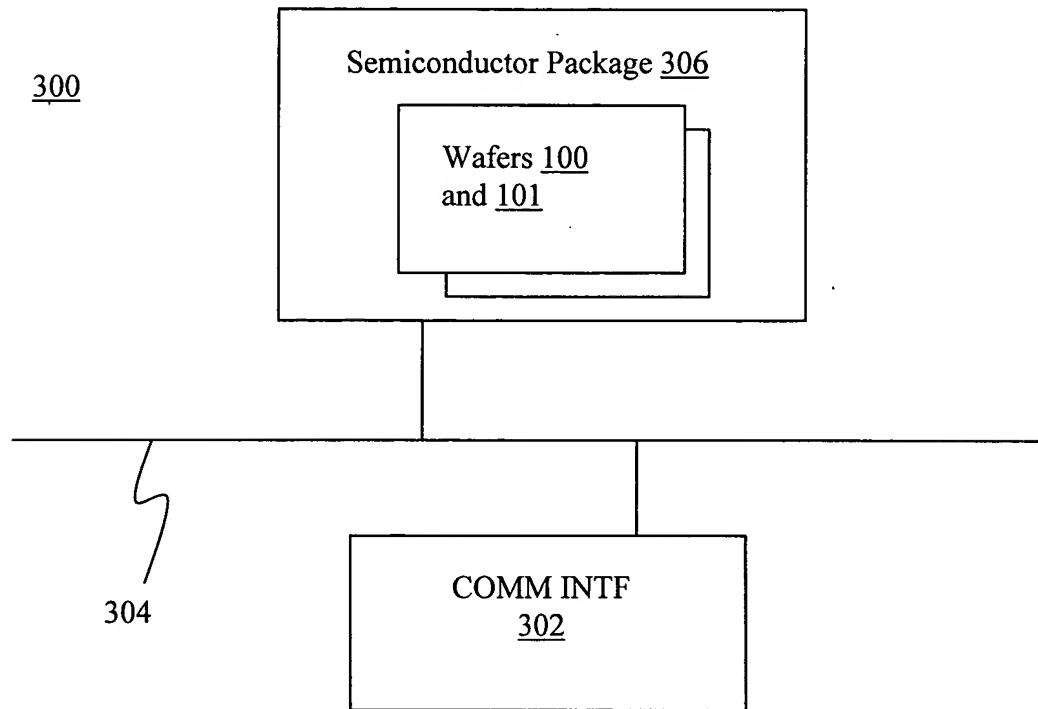 300
Semiconductor Package 306
Wafers 100
and 101
304
COMM INTF
302